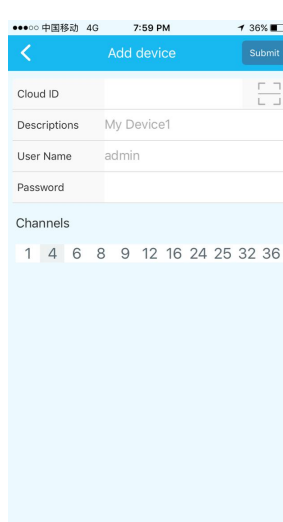 中国移动 4G 7:59 PM 36%
Add device Submit
Cloud ID
Descriptions My Device1
User Name admin
Password
Channels
1 4 6 8 9 12 16 24 25 32 36